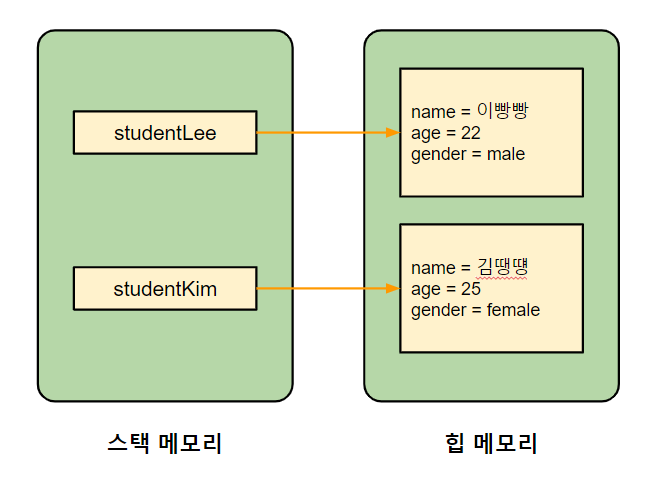 studentLee
name = 이빵빵
age = 22
gender = male
studentKim
name = 김땡떙
age = 25
gender = female
스택 메모리
힙 메모리